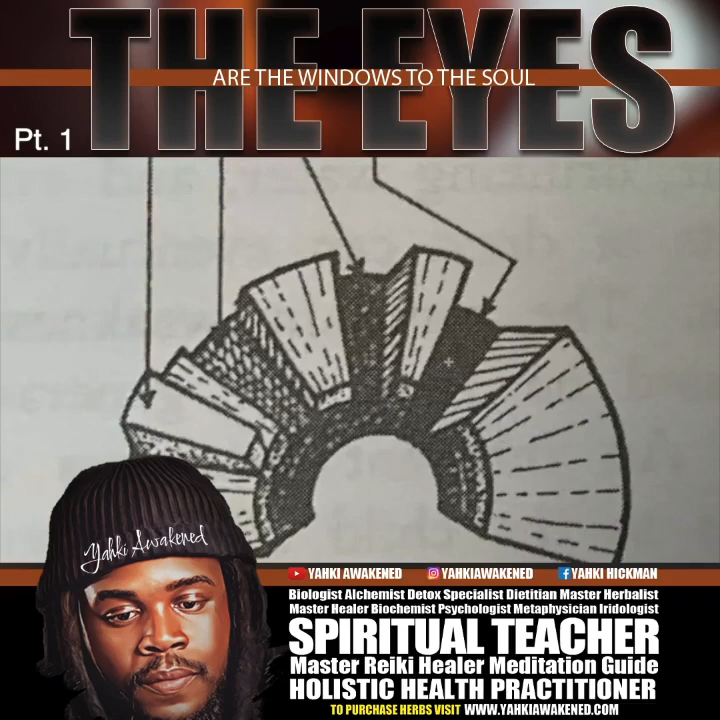 THE EYES
ARE THE WINDOWS TO THE SOUL
Pt. 1
Yahki Awakened
YAHKI AWAKENED YAHKIAWAKENED YAHKI HICKMAN
Biologist Alchemist Detox Specialist Dietitian Master Herbalist
Master Healer Biochemist Psychologist Metaphysician Iridologist
SPIRITUAL TEACHER
Master Reiki Healer Meditation Guide
HOLISTIC HEALTH PRACTITIONER
TO PURCHASE HERBS VISIT WWW.YAHKIAWAKENED.COM